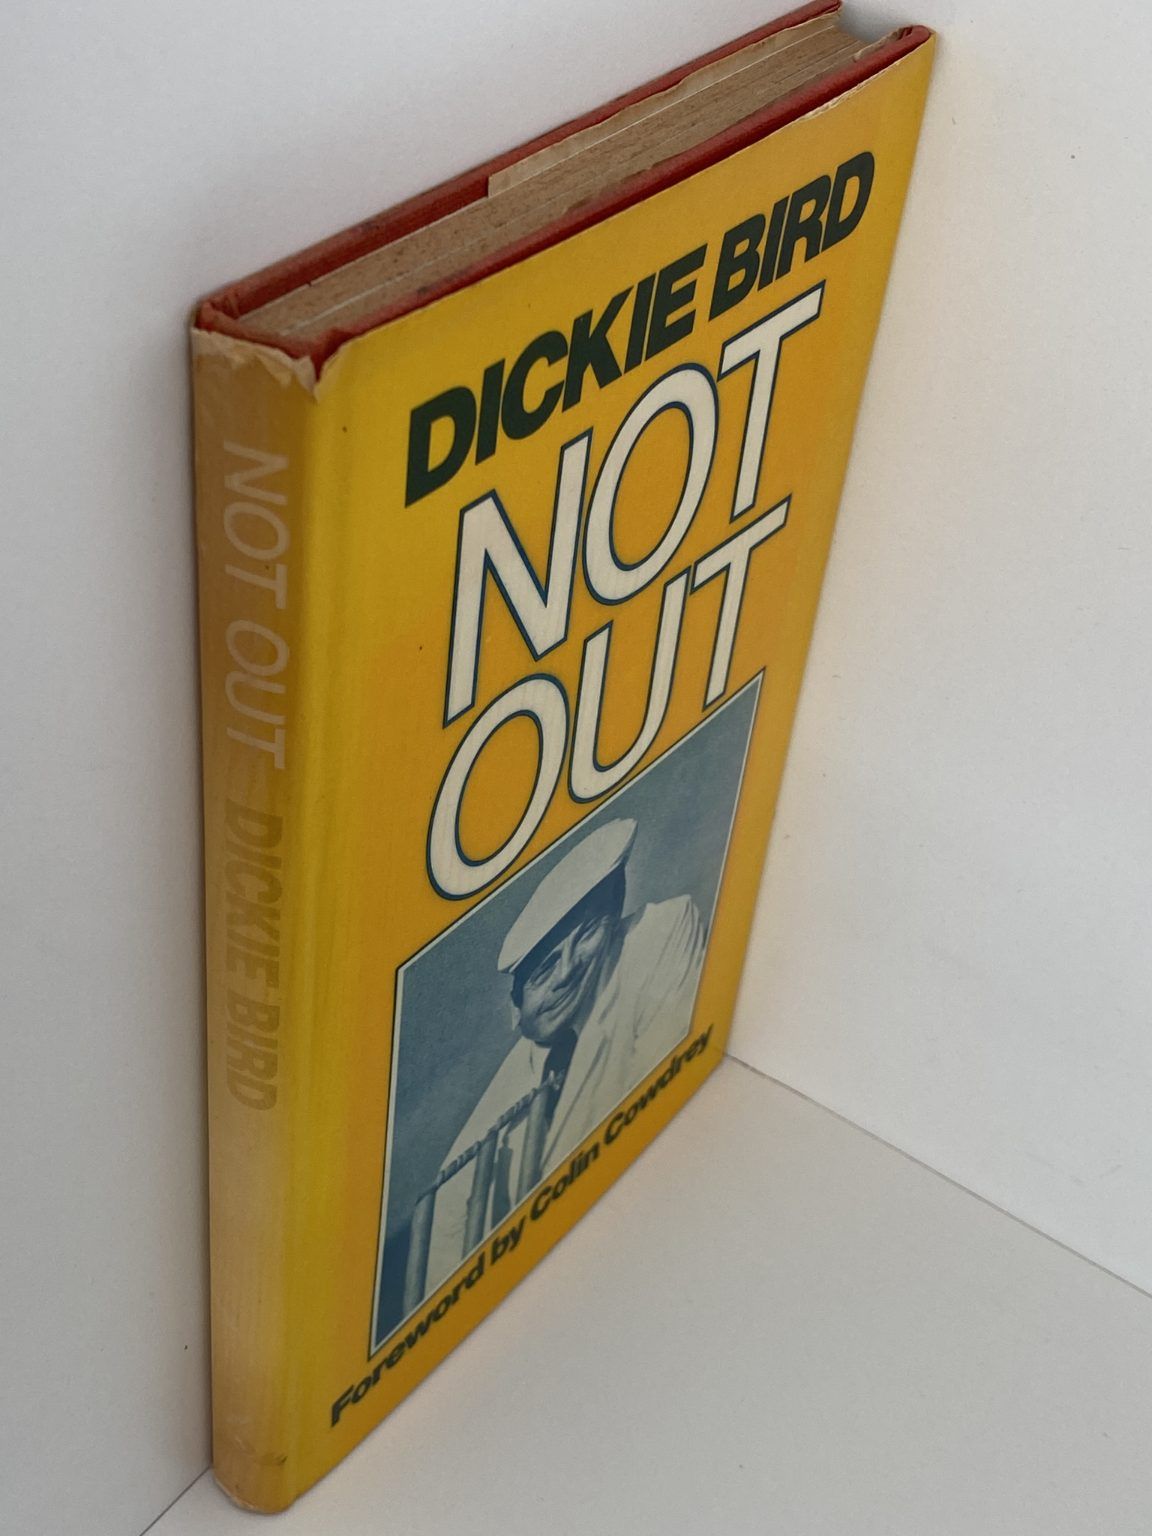 DICKIE BIRD
NOT
OUT
Foreword by Colin Cowdrey
NOT OUT DICKIE BIRD